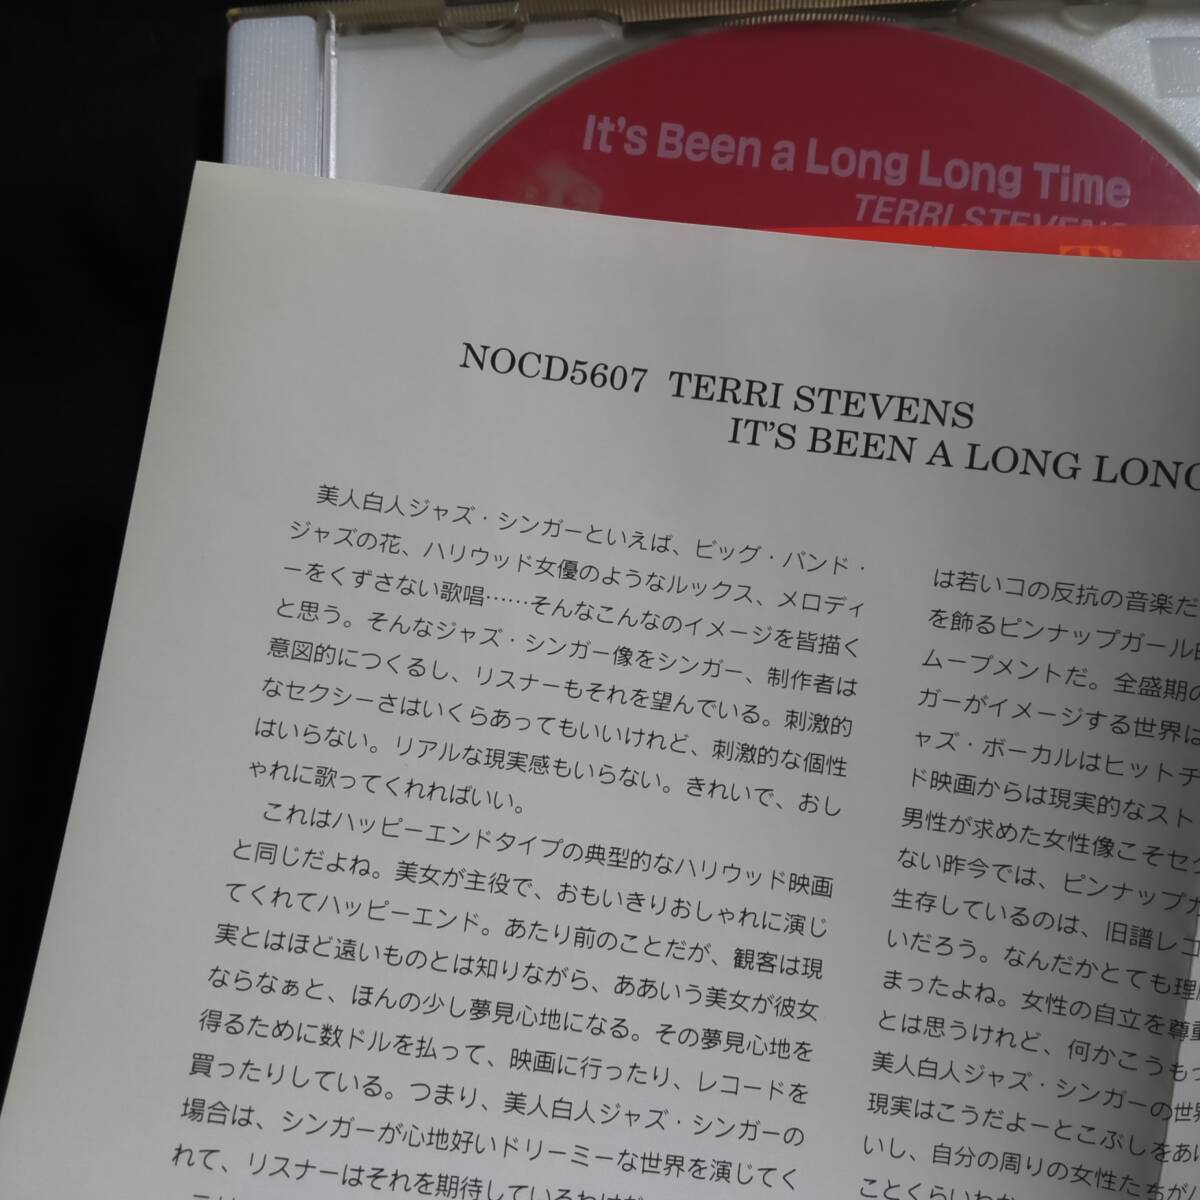 It's Been a Long Long Time
TERRI STEVENS
Ti
NOCD5607 TERRI STEVENS
IT'S BEEN A LONG LONG
美人白人ジャズ・シンガーといえば、ビッグ・バンド・
ジャズの花、ハリウッド女優のようなルックス、メロディ
ーをくずさない歌唱……そんなこんなのイメージを皆描く
と思う。そんなジャズ・シンガー像をシンガー、制作者は
意図的につくるし、リスナーもそれを望んでいる。刺激的
なセクシーさはいくらあってもいいけれど、刺激的な個性
はいらない。リアルな現実感もいらない。きれいで、おし
ゃれに歌ってくれればいい。
これはハッピーエンドタイプの典型的なハリウッド映画
と同じだよね。美女が主役で、おもいきりおしゃれに演じ
てくれてハッピーエンド。あたり前のことだが、観客は現
実とはほど遠いものとは知りながら、ああいう美女が彼女
ならなぁと、ほんの少し夢見心地になる。その夢見心地を
得るために数ドルを払って、映画に行ったり、レコードを
買ったりしている。つまり、美人白人ジャズ・シンガーの
場合は、シンガーが心地好いドリーミーな世界を演じてく
れて、リスナーはそれを期待しているわけだ
は若いコの反抗の音楽だ
を飾るピンナップガール
ムーブメントだ。全盛期の
ガーがイメージする世界は
ャズ・ボーカルはヒットチ
ド映画からは現実的なスト
男性が求めた女性像こそセク
ない昨今では、ピンナップガ
生存しているのは、旧譜レコ
いだろう。なんだかとても理
まったよね。女性の自立を尊重
とは思うけれど、何かこうもっ
美人白人ジャズ・シンガーの世界
現実はこうだよーとこぶしをあげ
いし、自分の周りの女性たちが
ことくらいわか